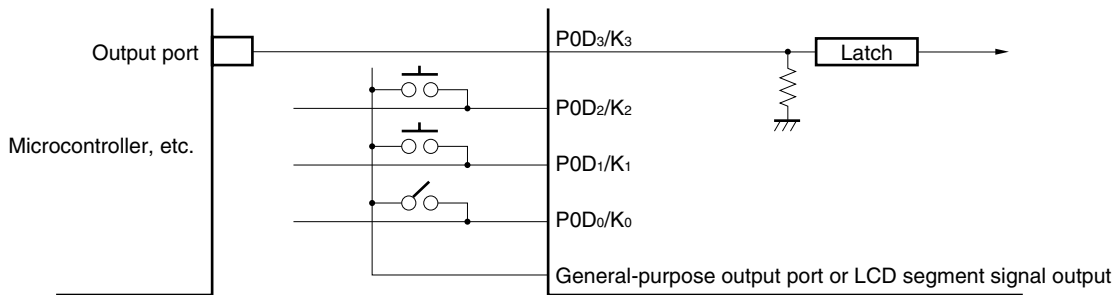 P0D3/K3
Output port
Latch
P0D2/K2
Microcontroller, etc.
P0D1/K1
P0D0/K0
General-purpose output port or LCD segment signal output